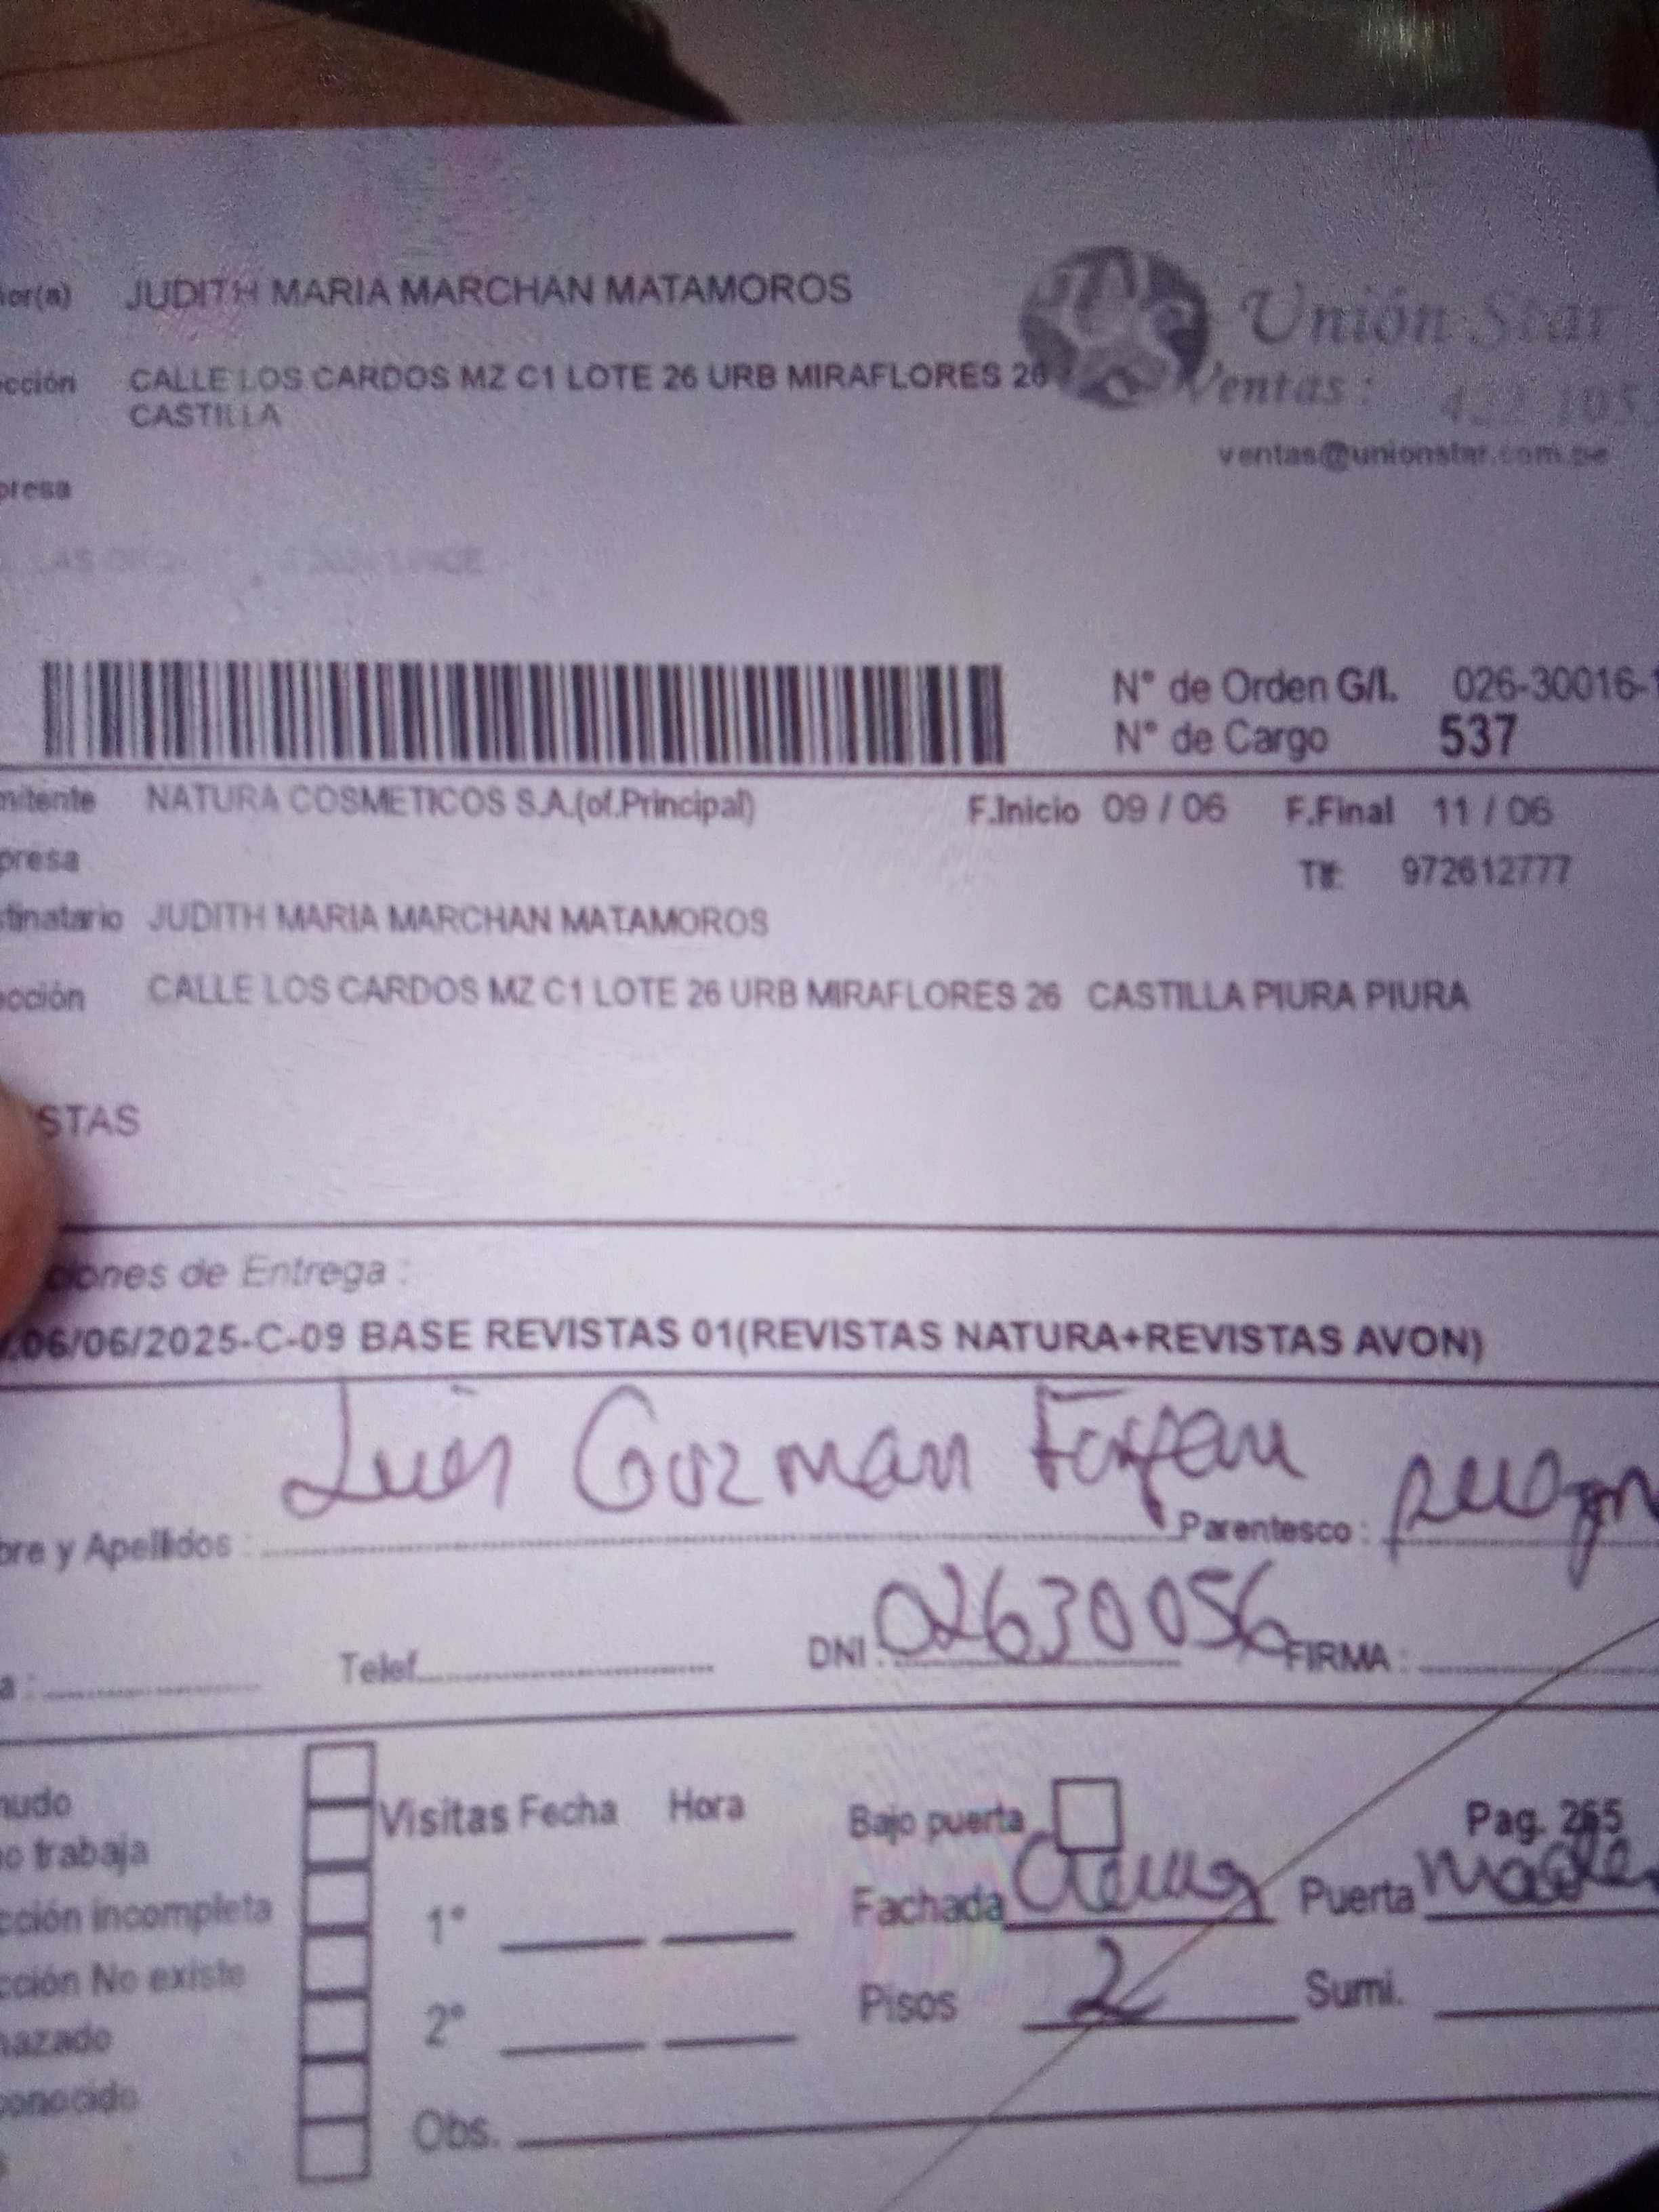 or(a) JUDITH MARIA MARCHAN MATAMOROS
Unión Star
cción CALLE LOS CARDOS MZ C1 LOTE 26 URB MIRAFLORES 26
CASTILLA
Ventas :
ventas@unionstar.com.pe
presa
N° de Orden G/I. 026-30016-
N° de Cargo 537
mitente NATURA COSMETICOS S.A.(of.Principal) F.Inicio 09 / 06 F.Final 11 / 06
presa Tlf: 972612777
tinatario JUDITH MARIA MARCHAN MATAMOROS
cción CALLE LOS CARDOS MZ C1 LOTE 26 URB MIRAFLORES 26 CASTILLA PIURA PIURA
STAS
ciones de Entrega :
06/06/2025-C-09 BASE REVISTAS 01(REVISTAS NATURA+REVISTAS AVON)
Luis Guzman
bre y Apellidos : Parentesco :
a : Telef. DNI : 02630056 FIRMA :
nudo
Visitas Fecha Hora Bajo puerta Pag. 265
o trabaja
cción incompleta 1° Fachada Puerta
cción No existe 2° Pisos 2 Sumi.
hazado
conocido
Obs.